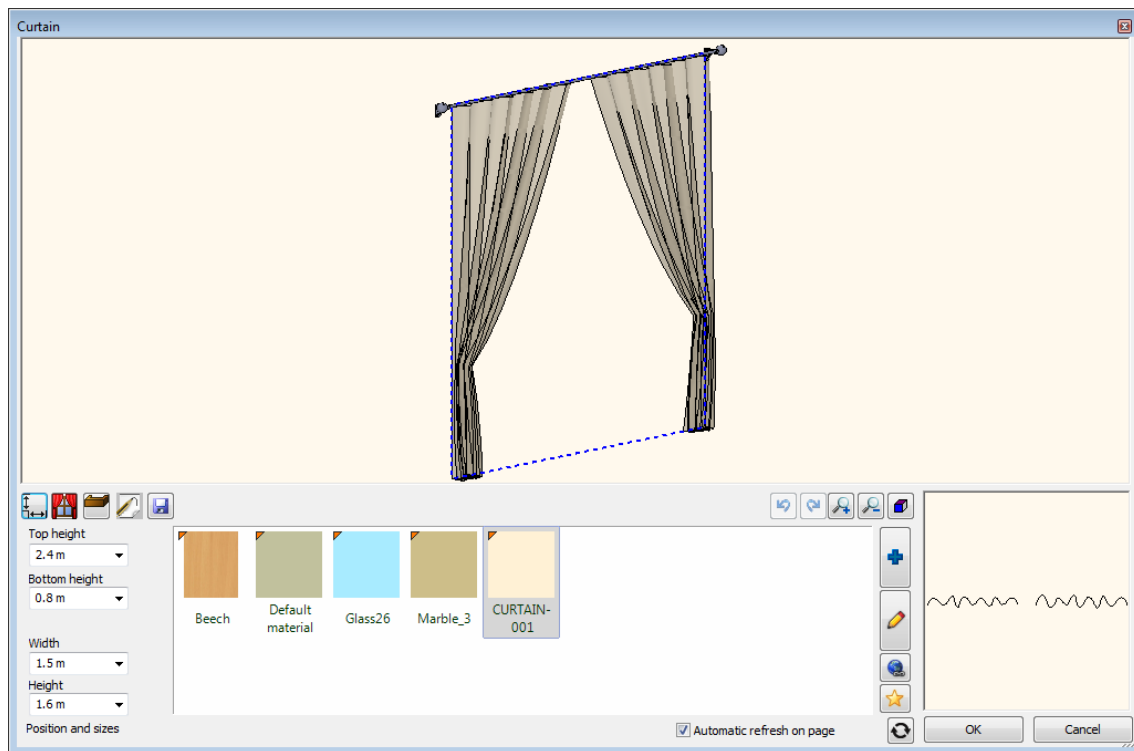 Curtain
Top height
2.4 m
Bottom height
0.8 m
Width
1.5 m
Height
1.6 m
Position and sizes
Beech
Default
material
Glass26
Marble_3
CURTAIN-
001
Automatic refresh on page
OK
Cancel